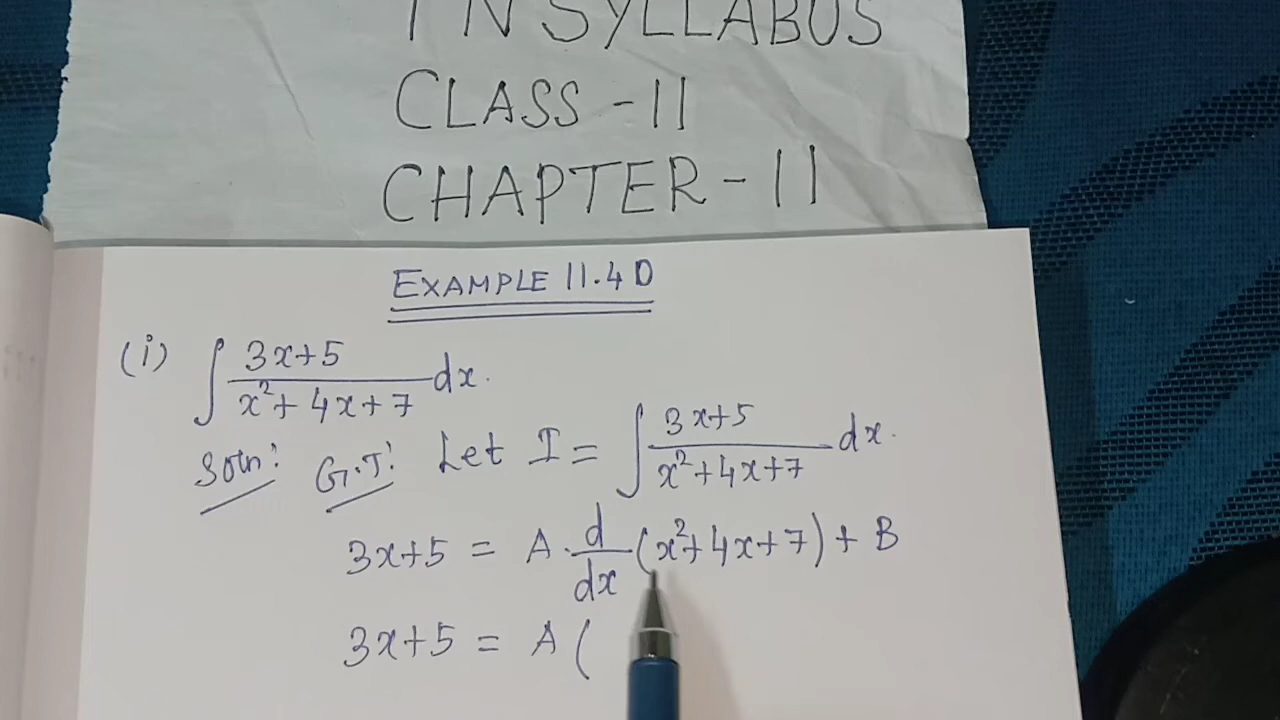 TN SYLLABUS
CLASS - 11
CHAPTER - 11
EXAMPLE 11.40
(i) ∫ (3x+5)/(x²+4x+7) dx.
Soln: G.T: Let I = ∫ (3x+5)/(x²+4x+7) dx.
3x+5 = A. d/dx (x²+4x+7) + B
3x+5 = A (